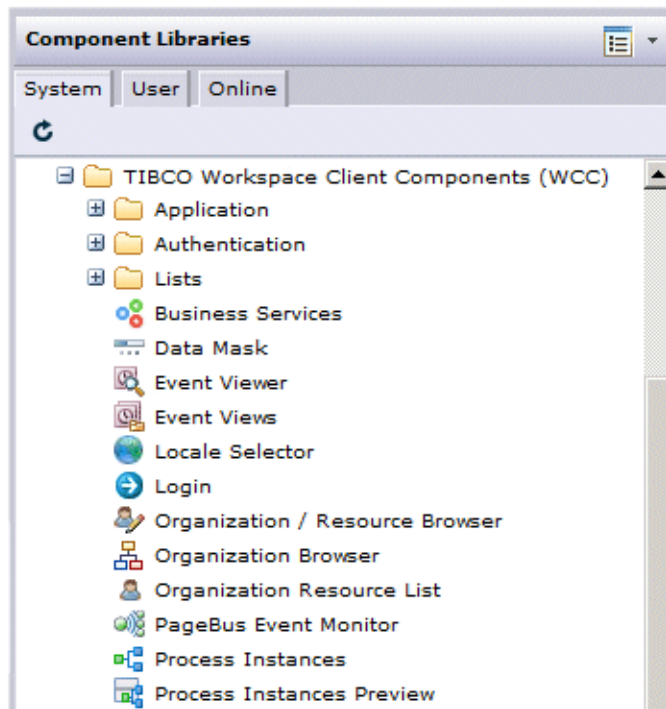 Component Libraries
System User Online
TIBCO Workspace Client Components (WCC)
Application
Authentication
Lists
Business Services
Data Mask
Event Viewer
Event Views
Locale Selector
Login
Organization / Resource Browser
Organization Browser
Organization Resource List
PageBus Event Monitor
Process Instances
Process Instances Preview